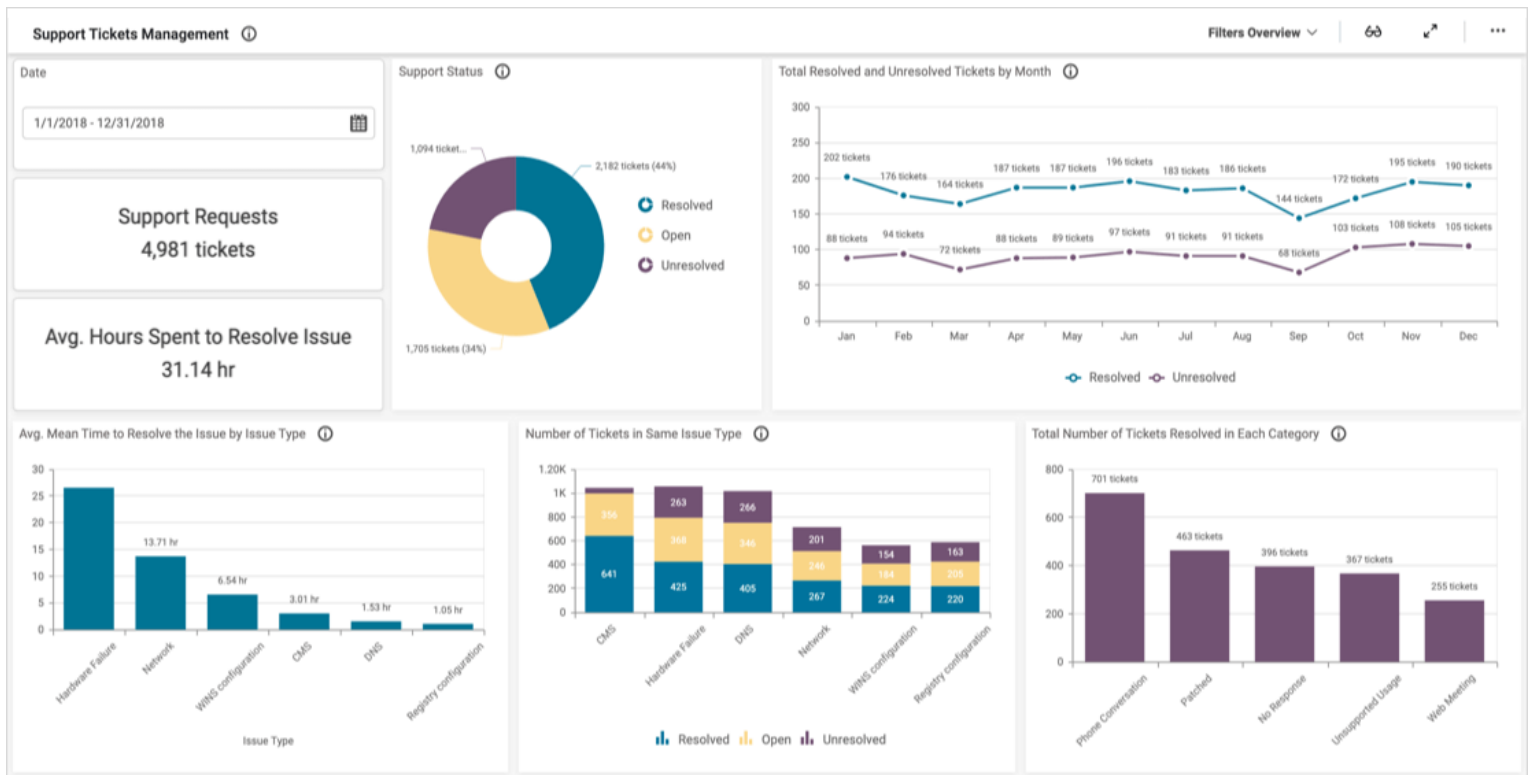 Support Tickets Management
Filters Overview
Date
1/1/2018 - 12/31/2018
Support Requests
4,981 tickets
Avg. Hours Spent to Resolve Issue
31.14 hr
Support Status
1,094 ticket...
2,182 tickets (44%)
1,705 tickets (34%)
Resolved
Open
Unresolved
Total Resolved and Unresolved Tickets by Month
300
250
200
150
100
50
0
202 tickets
176 tickets
164 tickets
187 tickets
187 tickets
196 tickets
183 tickets
186 tickets
144 tickets
172 tickets
195 tickets
190 tickets
88 tickets
94 tickets
72 tickets
88 tickets
89 tickets
97 tickets
91 tickets
91 tickets
68 tickets
103 tickets
108 tickets
105 tickets
Jan Feb Mar Apr May Jun Jul Aug Sep Oct Nov Dec
Resolved Unresolved
Avg. Mean Time to Resolve the Issue by Issue Type
30
25
20
15
10
5
0
13.71 hr
6.54 hr
3.01 hr
1.53 hr
1.05 hr
Hardware Failure
Network
WINS configuration
CMS
DNS
Registry configuration
Issue Type
Number of Tickets in Same Issue Type
1.20K
1K
800
600
400
200
0
356
641
263
368
425
266
346
405
201
246
267
154
184
224
163
205
220
CMS
Hardware Failure
DNS
Network
WINS configuration
Registry configuration
Resolved Open Unresolved
Total Number of Tickets Resolved in Each Category
800
600
400
200
0
701 tickets
463 tickets
396 tickets
367 tickets
255 tickets
Phone Conversation
Patched
No Response
Unsupported Usage
Web Meeting